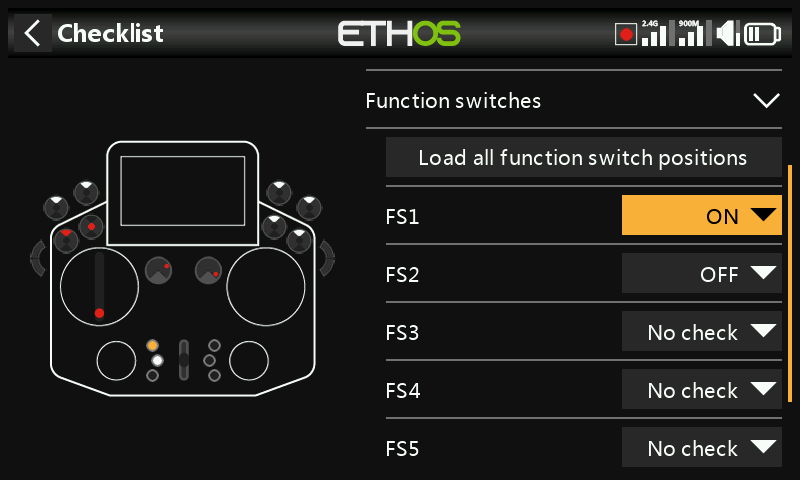 Checklist
ETHOS
2.4G
900M
Function switches
Load all function switch positions
FS1
ON
FS2
OFF
FS3
No check
FS4
No check
FS5
No check